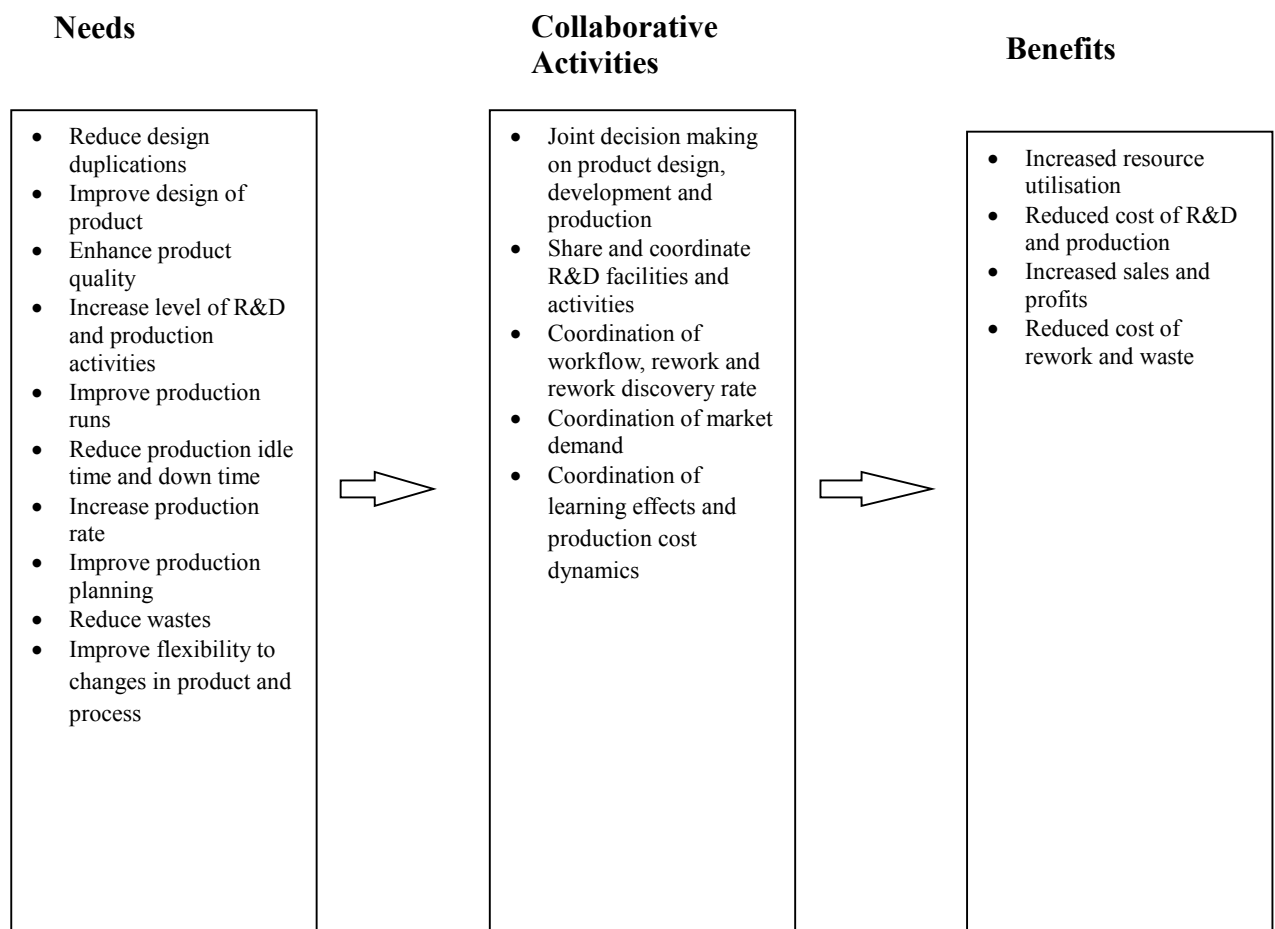 Needs
• Reduce design
duplications
• Improve design of
product
• Enhance product
quality
• Increase level of R&D
and production
activities
• Improve production
runs
• Reduce production idle
time and down time
• Increase production
rate
• Improve production
planning
• Reduce wastes
• Improve flexibility to
changes in product and
process
Collaborative
Activities
• Joint decision making
on product design,
development and
production
• Share and coordinate
R&D facilities and
activities
• Coordination of
workflow, rework and
rework discovery rate
• Coordination of market
demand
• Coordination of
learning effects and
production cost
dynamics
Benefits
• Increased resource
utilisation
• Reduced cost of R&D
and production
• Increased sales and
profits
• Reduced cost of
rework and waste